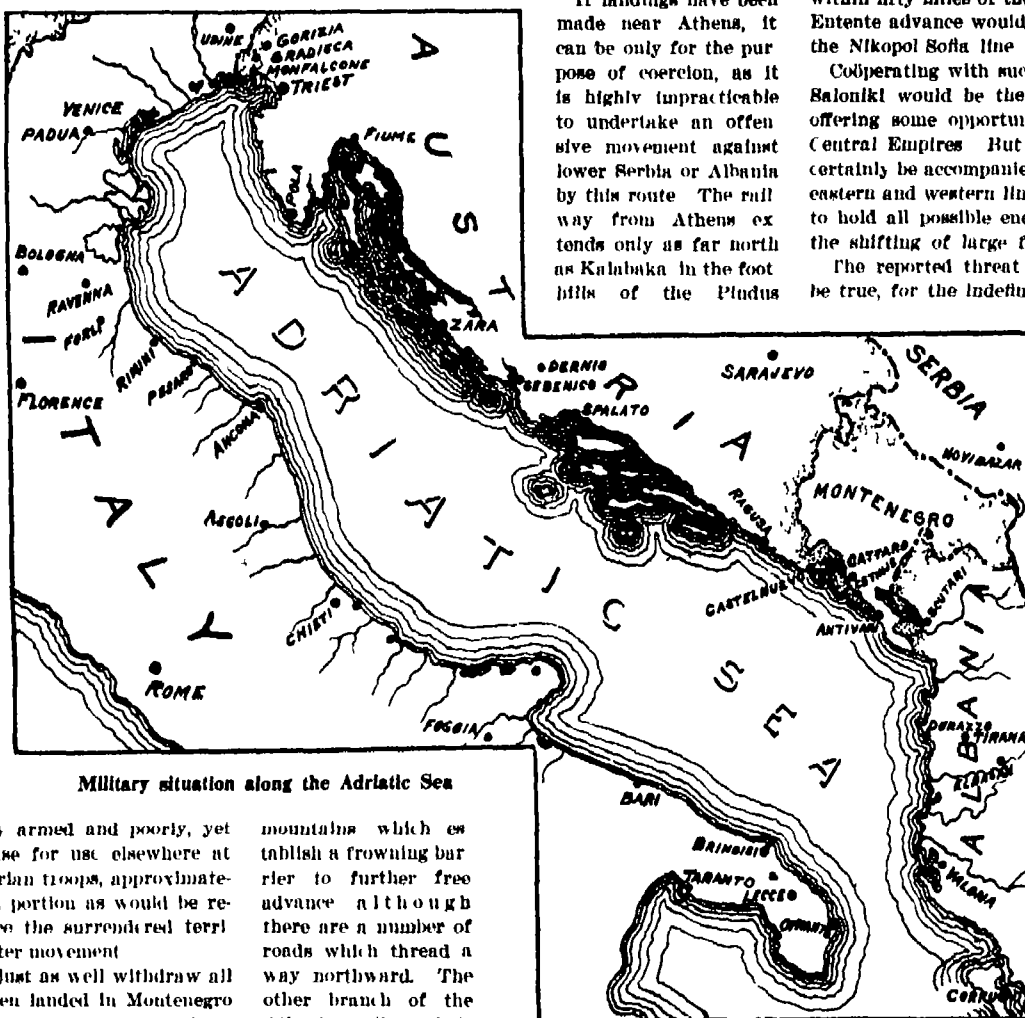 If landings have been
made near Athens, it
can be only for the pur
pose of coercion, as it
is highly impracticable
to undertake an offen
sive movement against
lower Serbia or Albania
by this route The rail
way from Athens ex
tends only as far north
as Kalabaka in the foot
hills of the Pindus
within fifty miles of the
Entente advance would
the Nikopol Sofia line
Coöperating with suc
Saloniki would be the
offering some opportun
Central Empires But
certainly be accompanie
eastern and western lin
to hold all possible ene
the shifting of large f
The reported threat
be true, for the indefin
UDINE
GORIZIA
GRADISCA
MONFALCONE
TRIEST
VENICE
PADUA
FIUME
POLA
BOLOGNA
RAVENNA
FORLI
RIMINI
PESARO
FLORENCE
ANCONA
ZARA
DERNIO
SEBENICO
SPALATO
SARAJEVO
SERBIA
NOVIBAZAR
MONTENEGRO
RAGUSA
CATTARO
CASTELNUEVO
SCUTARI
ANTIVARI
AUSTRIA
ADRIATIC SEA
ITALY
ASCOLI
CHIETI
ROME
FOGGIA
BARI
BRINDISI
TARANTO
LECCE
OTRANTO
ALBANIA
DURAZZO
TIRANA
ELBASSAN
VALONA
Military situation along the Adriatic Sea
armed and poorly, yet
se for use elsewhere at
rian troops, approximate-
portion as would be re-
e the surrendered terri
ter movement
Just as well withdraw all
en landed in Montenegro
mountains which es
tablish a frowning bar
rier to further free
advance although
there are a number of
roads which thread a
way northward. The
other branch of the